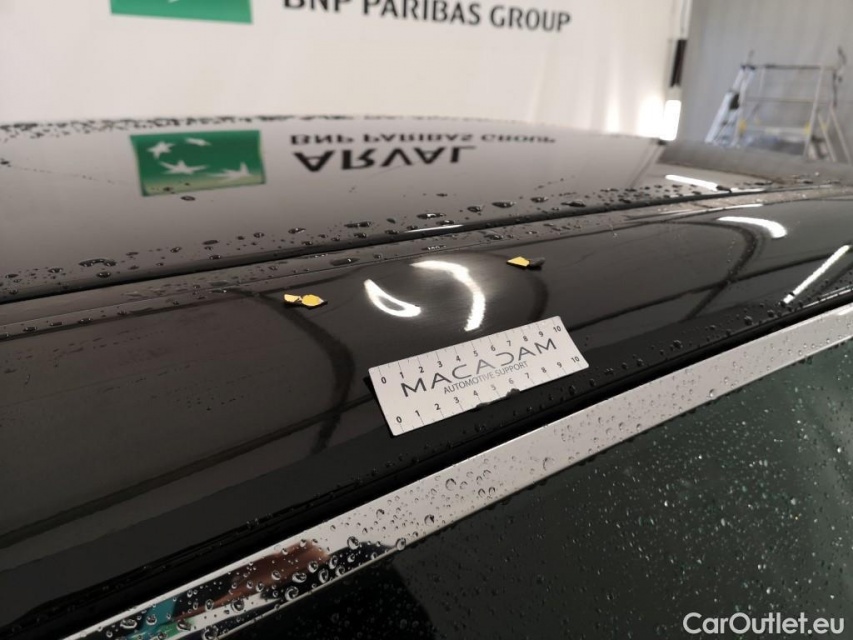 BNP PARIBAS GROUP
BNP PARIBAS GROUP
ARVAL
0 1 2 3 4 5 6 7 8 9 10
MACADAM
AUTOMOTIVE SUPPORT
0 1 2 3 4 5 6 7 8 9 10
CarOutlet.eu